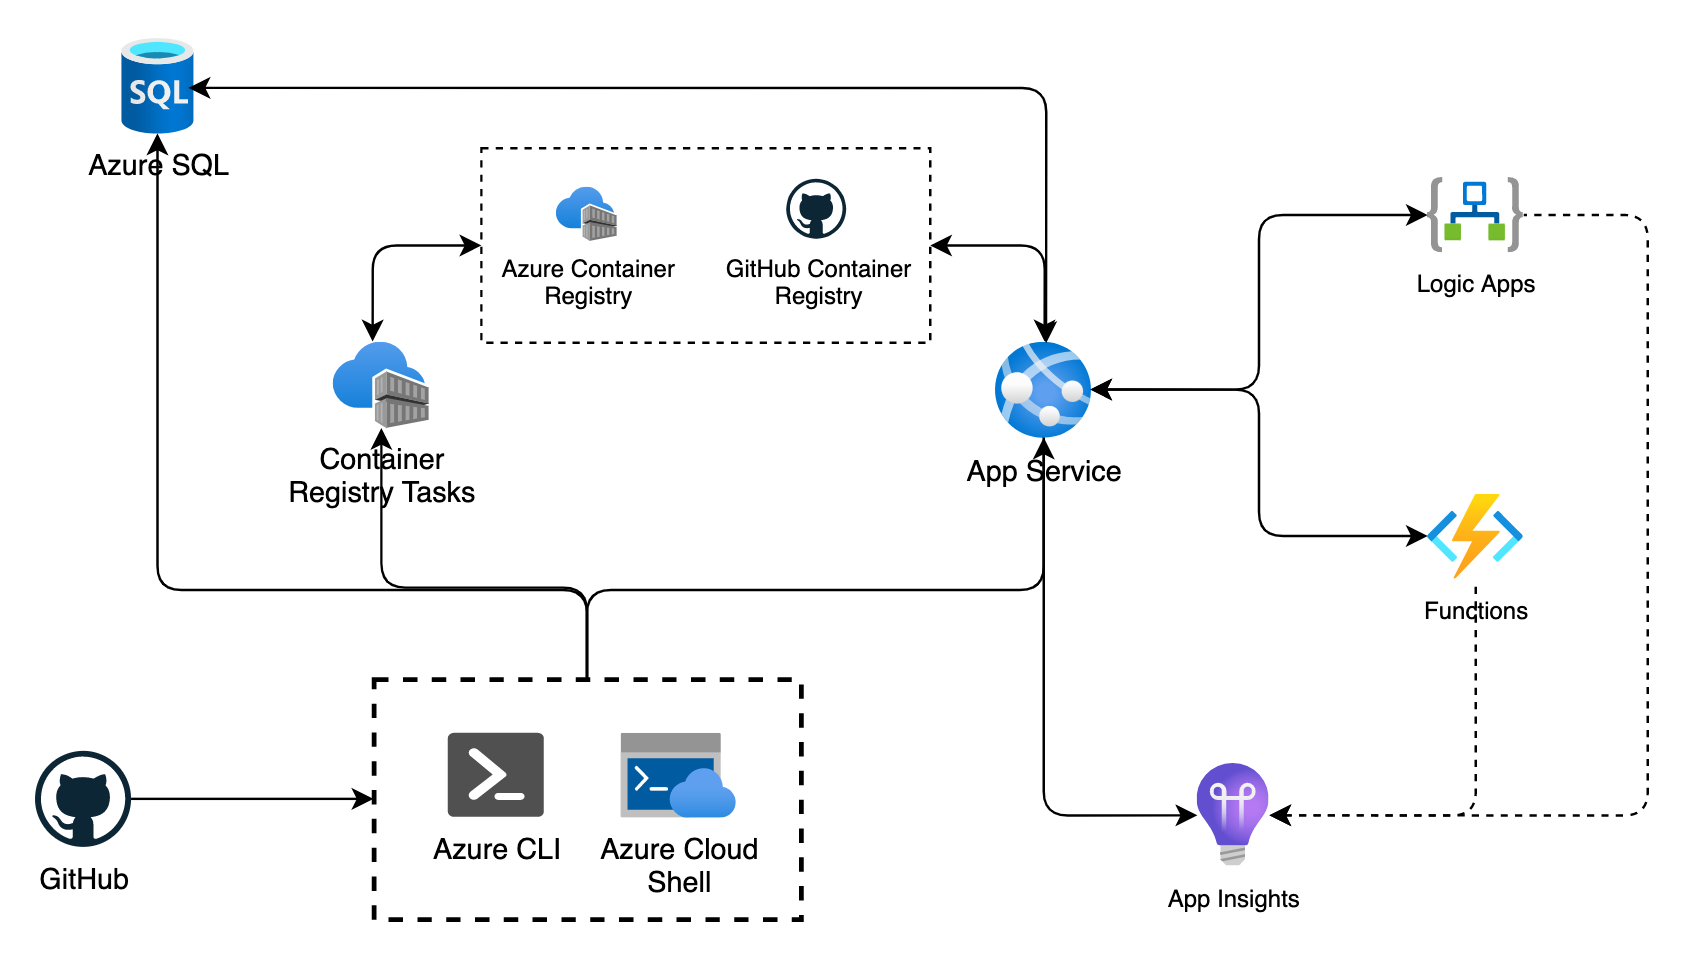 SQL
Azure SQL
Azure Container
Registry
GitHub Container
Registry
Logic Apps
Container
Registry Tasks
App Service
Functions
Azure CLI
Azure Cloud
Shell
GitHub
App Insights